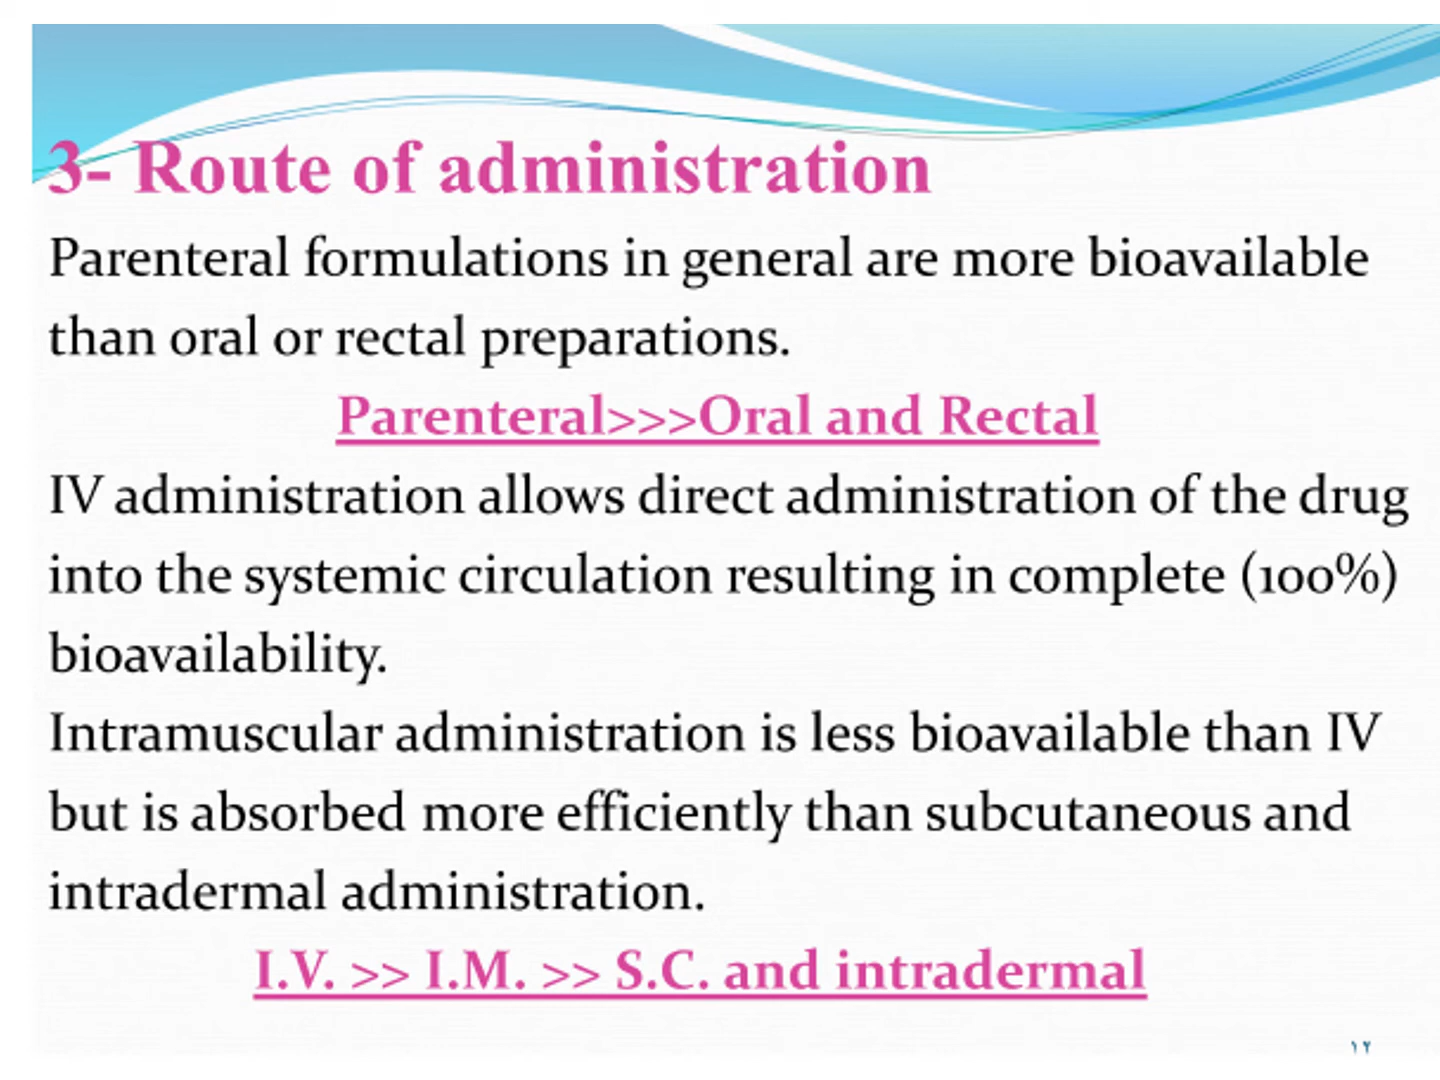 3- Route of administration
Parenteral formulations in general are more bioavailable
than oral or rectal preparations.
Parenteral>>>Oral and Rectal
IV administration allows direct administration of the drug
into the systemic circulation resulting in complete (100%)
bioavailability.
Intramuscular administration is less bioavailable than IV
but is absorbed more efficiently than subcutaneous and
intradermal administration.
I.V. >> I.M. >> S.C. and intradermal
١٢